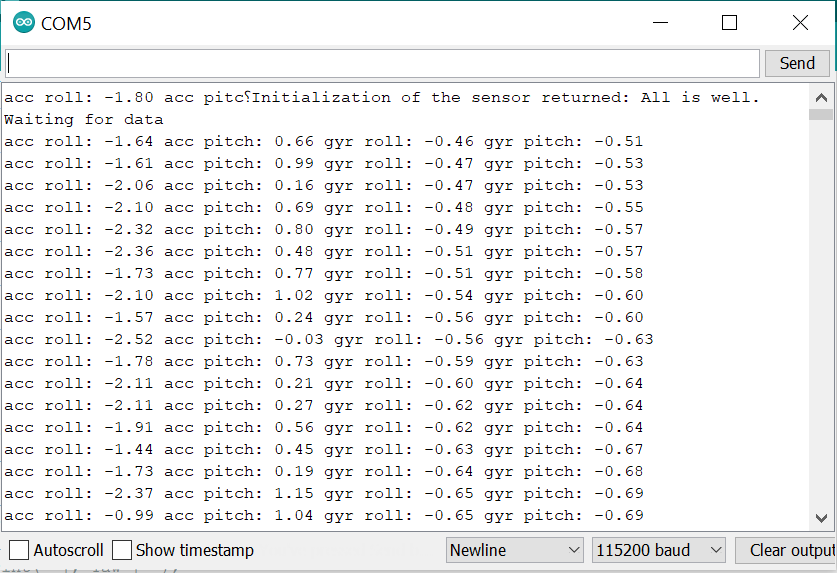 COM5
Send
acc roll: -1.80 acc pitc⸮Initialization of the sensor returned: All is well.
Waiting for data
acc roll: -1.64 acc pitch: 0.66 gyr roll: -0.46 gyr pitch: -0.51
acc roll: -1.61 acc pitch: 0.99 gyr roll: -0.47 gyr pitch: -0.53
acc roll: -2.06 acc pitch: 0.16 gyr roll: -0.47 gyr pitch: -0.53
acc roll: -2.10 acc pitch: 0.69 gyr roll: -0.48 gyr pitch: -0.55
acc roll: -2.32 acc pitch: 0.80 gyr roll: -0.49 gyr pitch: -0.57
acc roll: -2.36 acc pitch: 0.48 gyr roll: -0.51 gyr pitch: -0.57
acc roll: -1.73 acc pitch: 0.77 gyr roll: -0.51 gyr pitch: -0.58
acc roll: -2.10 acc pitch: 1.02 gyr roll: -0.54 gyr pitch: -0.60
acc roll: -1.57 acc pitch: 0.24 gyr roll: -0.56 gyr pitch: -0.60
acc roll: -2.52 acc pitch: -0.03 gyr roll: -0.56 gyr pitch: -0.63
acc roll: -1.78 acc pitch: 0.73 gyr roll: -0.59 gyr pitch: -0.63
acc roll: -2.11 acc pitch: 0.21 gyr roll: -0.60 gyr pitch: -0.64
acc roll: -2.11 acc pitch: 0.27 gyr roll: -0.62 gyr pitch: -0.64
acc roll: -1.91 acc pitch: 0.56 gyr roll: -0.62 gyr pitch: -0.64
acc roll: -1.44 acc pitch: 0.45 gyr roll: -0.63 gyr pitch: -0.67
acc roll: -1.73 acc pitch: 0.19 gyr roll: -0.64 gyr pitch: -0.68
acc roll: -2.37 acc pitch: 1.15 gyr roll: -0.65 gyr pitch: -0.69
acc roll: -0.99 acc pitch: 1.04 gyr roll: -0.65 gyr pitch: -0.69
Autoscroll Show timestamp Newline 115200 baud Clear output